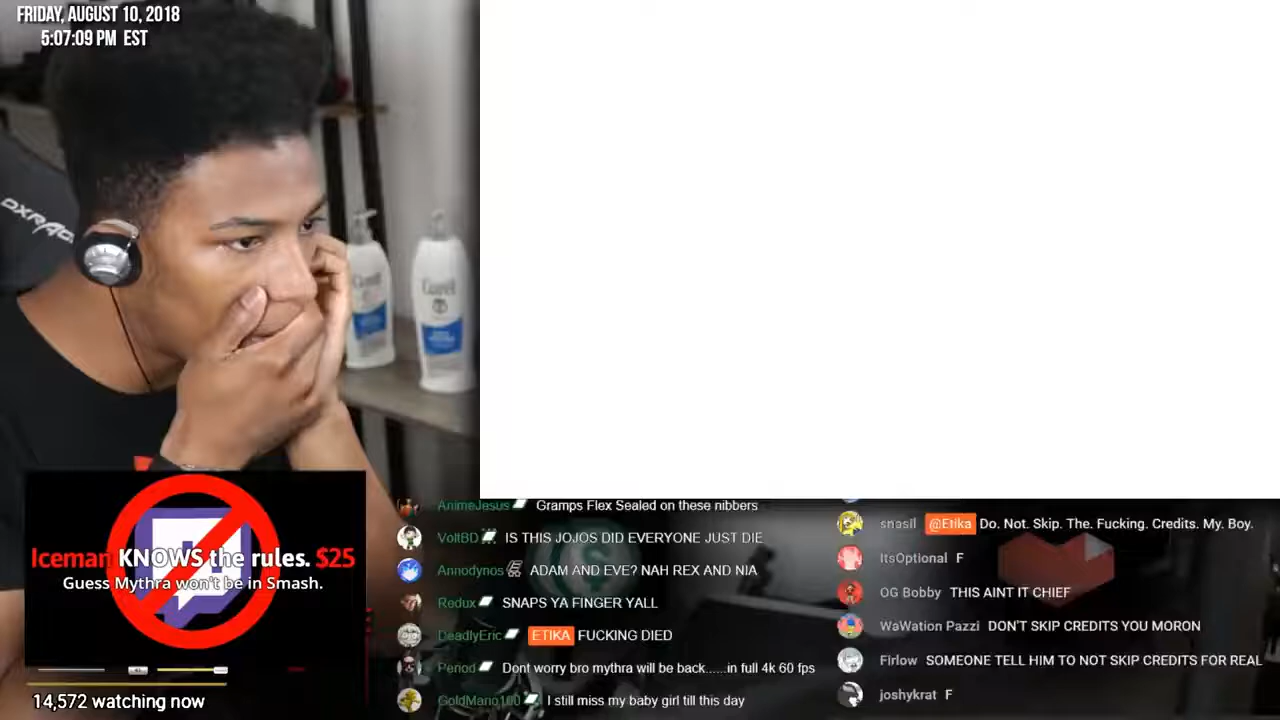 FRIDAY, AUGUST 10, 2018
5:07:09 PM EST
DXRAC
Curél
Curél
Iceman KNOWS the rules. $25
Guess Mythra won't be in Smash.
14,572 watching now
AnimeJesus Gramps Flex Sealed on these nibbers
VoltBD IS THIS JOJOS DID EVERYONE JUST DIE
Annodynos ADAM AND EVE? NAH REX AND NIA
Redux SNAPS YA FINGER YALL
DeadlyEric ETIKA FUCKING DIED
Period Dont worry bro mythra will be back......in full 4k 60 fps
GoldMano100 I still miss my baby girl till this day
snasil @Etika Do. Not. Skip. The. Fucking. Credits. My. Boy.
ItsOptional F
OG Bobby THIS AINT IT CHIEF
WaWation Pazzi DON'T SKIP CREDITS YOU MORON
Firlow SOMEONE TELL HIM TO NOT SKIP CREDITS FOR REAL
joshykrat F